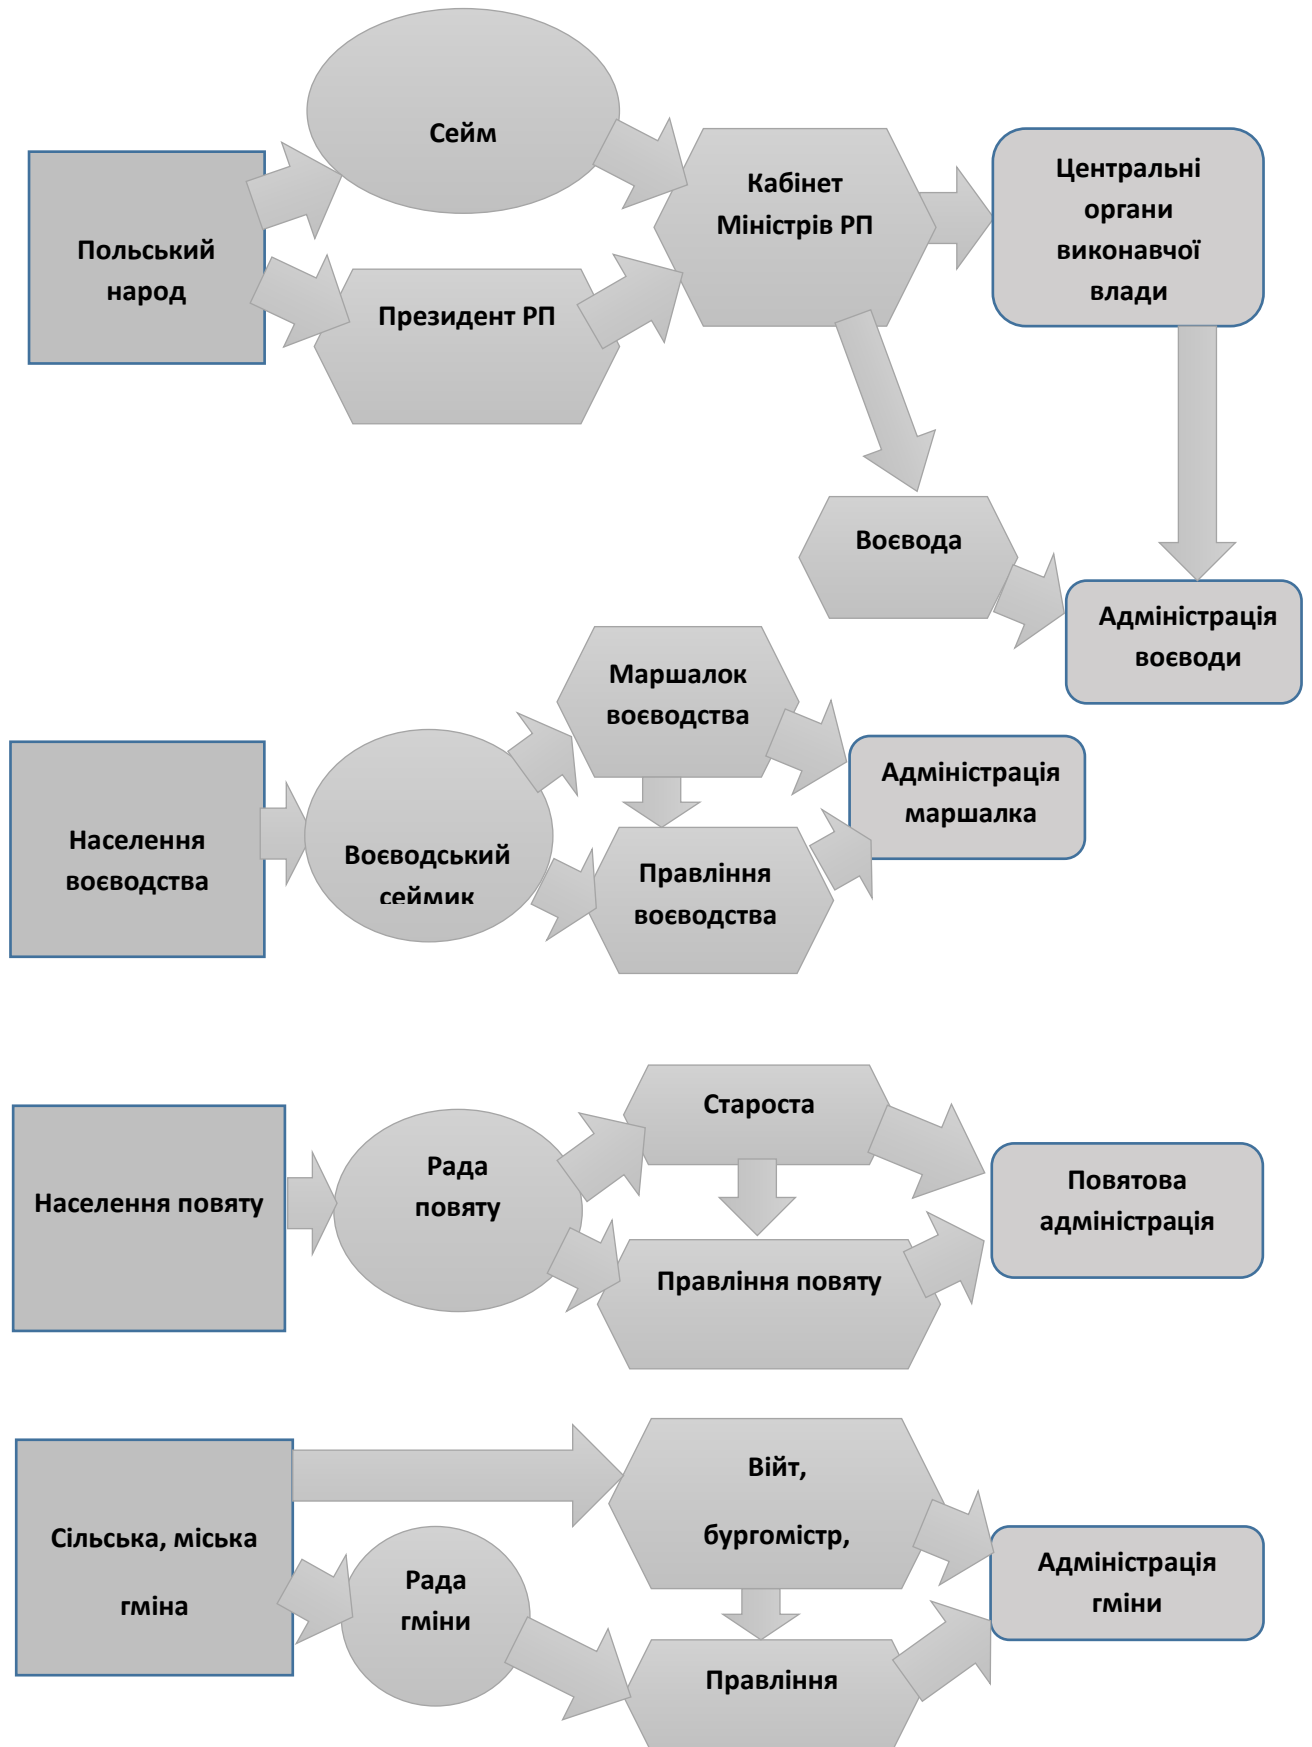 Сейм
Польський
народ
Президент РП
Кабінет
Міністрів РП
Центральні
органи
виконавчої
влади
Воєвода
Адміністрація
воєводи
Маршалок
воєводства
Населення
воєводства
Воєводський
сеймик
Правління
воєводства
Адміністрація
маршалка
Староста
Населення повяту
Рада
повяту
Правління повяту
Повятова
адміністрація
Війт,
бургомістр,
Сільська, міська
гміна
Рада
гміни
Правління
Адміністрація
гміни